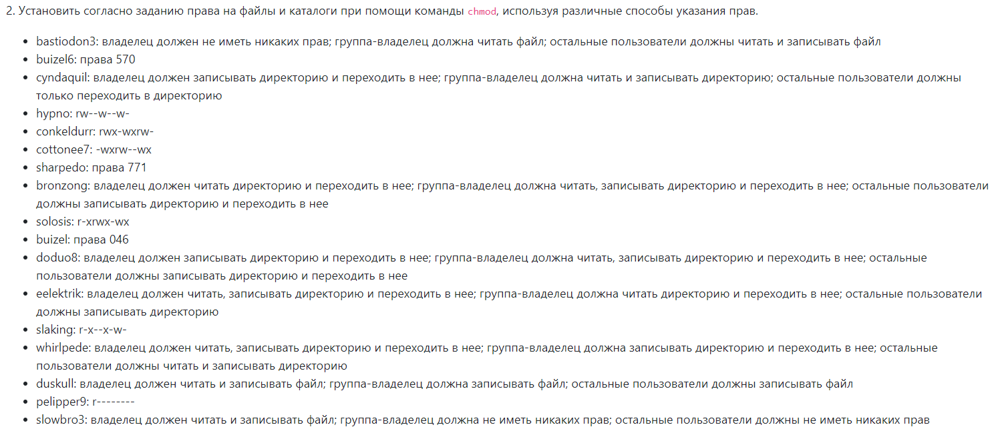 2. Установить согласно заданию права на файлы и каталоги при помощи команды chmod, используя различные способы указания прав.
• bastiodon3: владелец должен не иметь никаких прав; группа-владелец должна читать файл; остальные пользователи должны читать и записывать файл
• buizel6: права 570
• cyndaquil: владелец должен записывать директорию и переходить в нее; группа-владелец должна читать и записывать директорию; остальные пользователи должны
только переходить в директорию
• hypno: rw--w--w-
• conkeldurr: rwx-wxrw-
• cottonee7: -wxrw--wx
• sharpedo: права 771
• bronzong: владелец должен читать директорию и переходить в нее; группа-владелец должна читать, записывать директорию и переходить в нее; остальные пользователи
должны записывать директорию и переходить в нее
• solosis: r-xrwx-wx
• buizel: права 046
• doduo8: владелец должен записывать директорию и переходить в нее; группа-владелец должна читать, записывать директорию и переходить в нее; остальные
пользователи должны записывать директорию и переходить в нее
• eelektrik: владелец должен читать, записывать директорию и переходить в нее; группа-владелец должна читать директорию и переходить в нее; остальные пользователи
должны записывать директорию
• slaking: r-x--x-w-
• whirlpede: владелец должен читать, записывать директорию и переходить в нее; группа-владелец должна записывать директорию и переходить в нее; остальные
пользователи должны читать и записывать директорию
• duskull: владелец должен читать и записывать файл; группа-владелец должна записывать файл; остальные пользователи должны записывать файл
• pelipper9: r--------
• slowbro3: владелец должен читать и записывать файл; группа-владелец должна не иметь никаких прав; остальные пользователи должны не иметь никаких прав